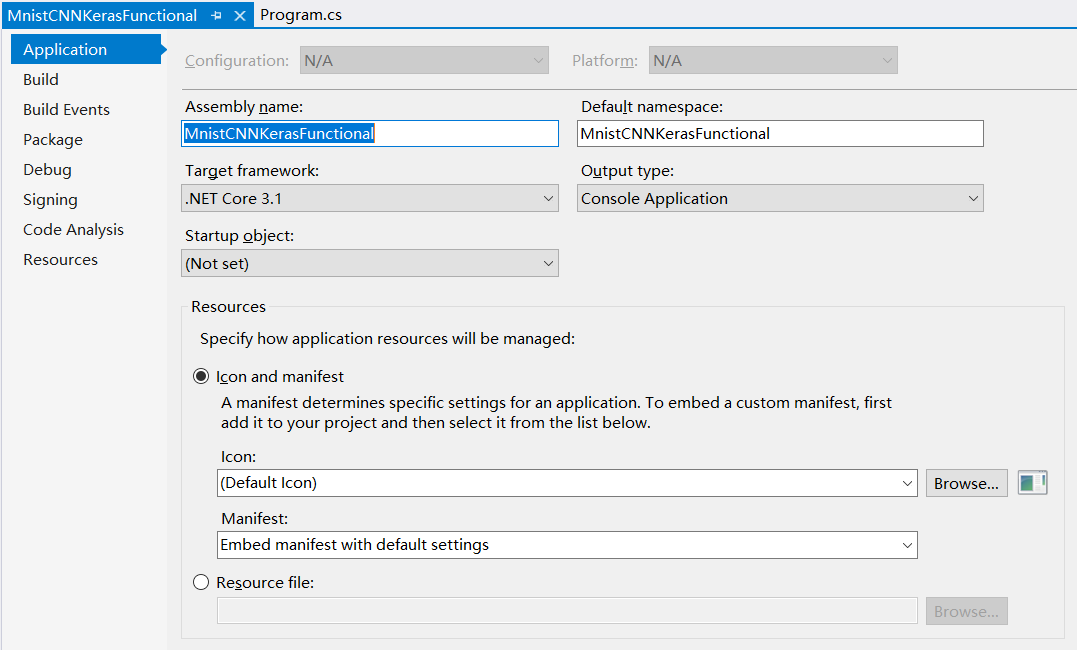 MnistCNNKerasFunctional Program.cs
Application
Build
Build Events
Package
Debug
Signing
Code Analysis
Resources
Configuration: N/A Platform: N/A
Assembly name: Default namespace:
MnistCNNKerasFunctional MnistCNNKerasFunctional
Target framework: Output type:
.NET Core 3.1 Console Application
Startup object:
(Not set)
Resources
Specify how application resources will be managed:
Icon and manifest
A manifest determines specific settings for an application. To embed a custom manifest, first
add it to your project and then select it from the list below.
Icon:
(Default Icon) Browse...
Manifest:
Embed manifest with default settings
Resource file:
Browse...